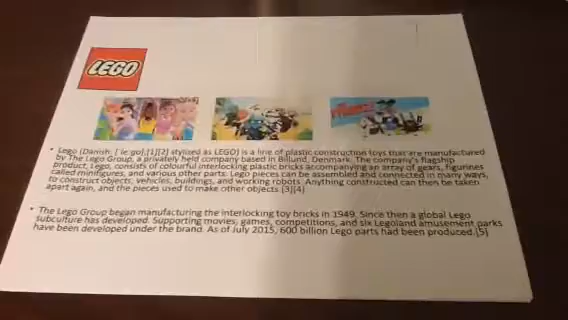 LEGO
• Lego (Danish: [ˈleːɡo];[1][2] stylised as LEGO) is a line of plastic construction toys that are manufactured
by The Lego Group, a privately held company based in Billund, Denmark. The company's flagship
product, Lego, consists of colourful interlocking plastic bricks accompanying an array of gears, figurines
called minifigures, and various other parts. Lego pieces can be assembled and connected in many ways,
to construct objects; vehicles, buildings, and working robots. Anything constructed can then be taken
apart again, and the pieces used to make other objects.[3][4]
• The Lego Group began manufacturing the interlocking toy bricks in 1949. Since then a global Lego
subculture has developed. Supporting movies, games, competitions, and six Legoland amusement parks
have been developed under the brand. As of July 2015, 600 billion Lego parts had been produced.[5]